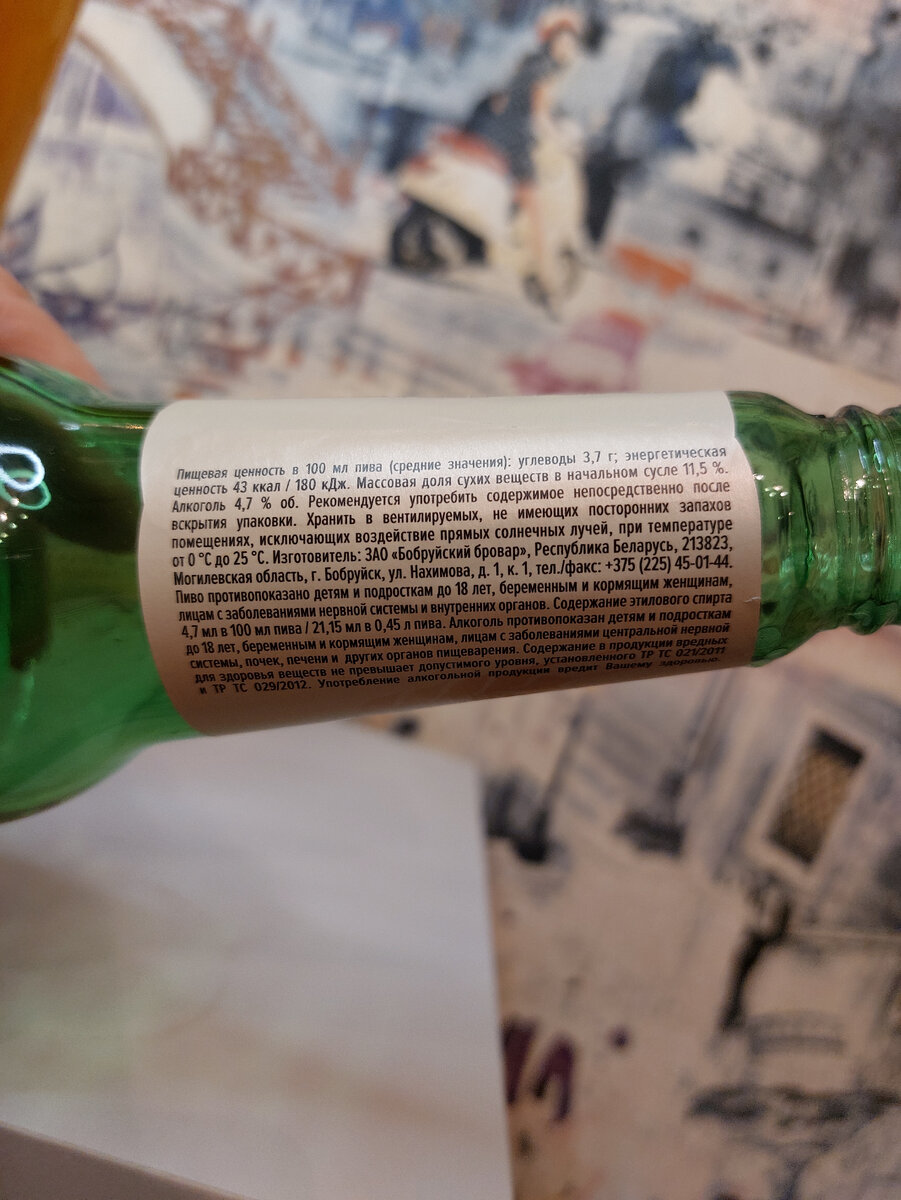 Пищевая ценность в 100 мл пива (средние значения): углеводы 3,7 г; энергетическая
ценность 43 ккал / 180 кДж. Массовая доля сухих веществ в начальном сусле 11,5 %.
Алкоголь 4,7 % об. Рекомендуется употребить содержимое непосредственно после
вскрытия упаковки. Хранить в вентилируемых, не имеющих посторонних запахов
помещениях, исключающих воздействие прямых солнечных лучей, при температуре
от 0 °С до 25 °С. Изготовитель: ЗАО «Бобруйский бровар», Республика Беларусь, 213823,
Могилевская область, г. Бобруйск, ул. Нахимова, д. 1, к. 1, тел./факс: +375 (225) 45-01-44.
Пиво противопоказано детям и подросткам до 18 лет, беременным и кормящим женщинам,
лицам с заболеваниями нервной системы и внутренних органов. Содержание этилового спирта
4,7 мл в 100 мл пива / 21,15 мл в 0,45 л пива. Алкоголь противопоказан детям и подросткам
до 18 лет, беременным и кормящим женщинам, лицам с заболеваниями центральной нервной
системы, почек, печени и других органов пищеварения. Содержание в продукции вредных
для здоровья веществ не превышает допустимого уровня, установленного ТР ТС 021/2011
и ТР ТС 029/2012. Употребление алкогольной продукции вредит Вашему здоровью.